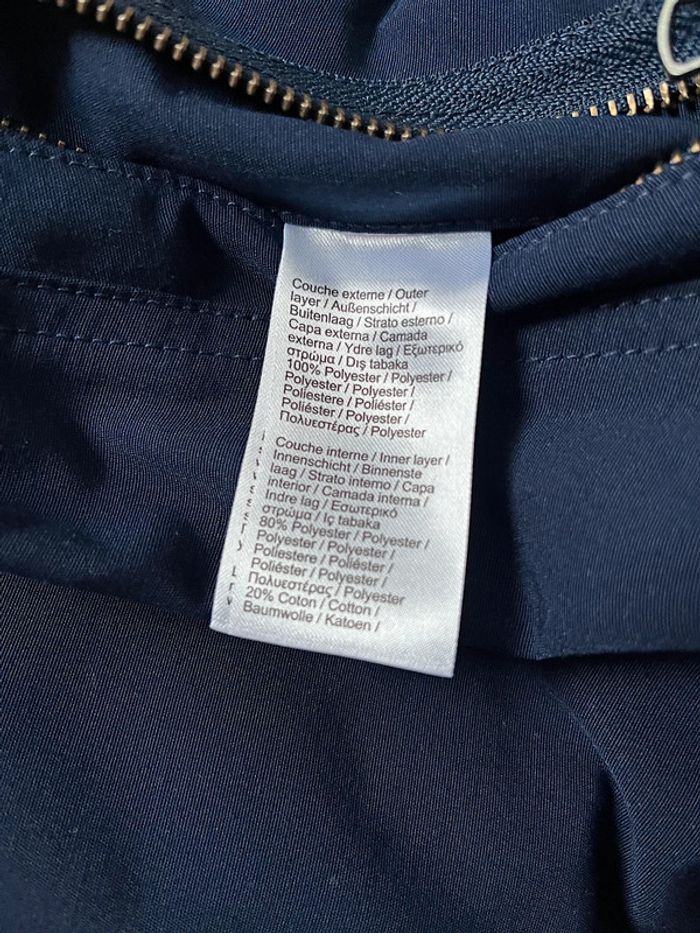 Couche externe / Outer
layer / Außenschicht /
Buitenlaag / Strato esterno /
Capa externa / Camada
externa / Ydre lag / Εξωτερικό
στρώμα / Dış tabaka
100% Polyester / Polyester /
Polyester / Polyester /
Poliestere / Poliéster /
Poliéster / Polyester /
Πολυεστέρας / Polyester
Couche interne / Inner layer /
Innenschicht / Binnenste
laag / Strato interno / Capa
interior / Camada interna /
Indre lag / Εσωτερικό
στρώμα / Iç tabaka
80% Polyester / Polyester /
Polyester / Polyester /
Poliestere / Poliéster /
Poliéster / Polyester /
Πολυεστέρας / Polyester
20% Coton / Cotton /
Baumwolle / Katoen /